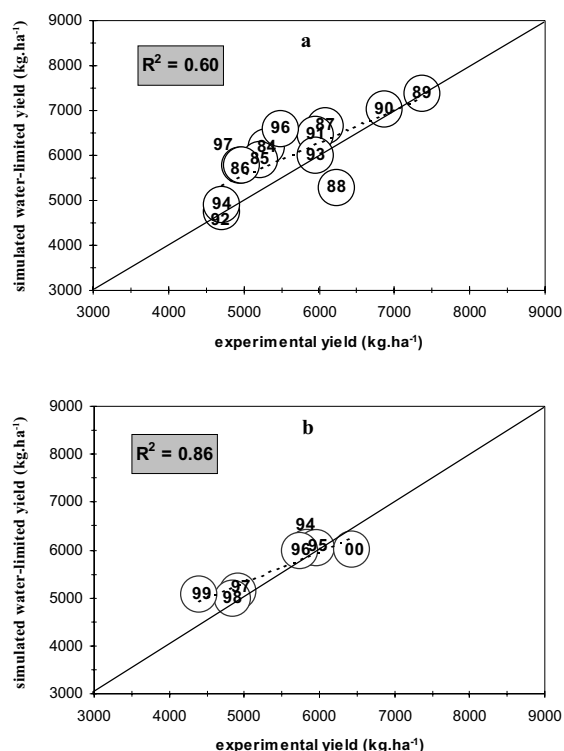 a
R² = 0.60
simulated water-limited yield (kg.ha⁻¹)
9000
8000
7000
6000
5000
4000
3000
89
90
87
96
91
84
97
93
85
86
88
94
92
3000 4000 5000 6000 7000 8000 9000
experimental yield (kg.ha⁻¹)
b
R² = 0.86
simulated water-limited yield (kg.ha⁻¹)
9000
8000
7000
6000
5000
4000
3000
94
96 95 00
99 97
98
3000 4000 5000 6000 7000 8000 9000
experimental yield (kg.ha⁻¹)